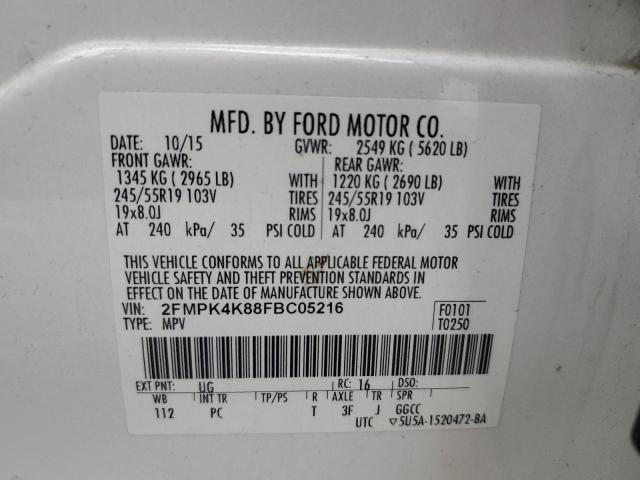 MFD. BY FORD MOTOR CO.
DATE: 10/15 GVWR: 2549 KG ( 5620 LB)
FRONT GAWR: REAR GAWR:
1345 KG ( 2965 LB) WITH 1220 KG ( 2690 LB) WITH
245/55R19 103V TIRES 245/55R19 103V TIRES
19x8.0J RIMS 19x8.0J RIMS
AT 240 kPa/ 35 PSI COLD AT 240 kPa/ 35 PSI COLD
THIS VEHICLE CONFORMS TO ALL APPLICABLE FEDERAL MOTOR
VEHICLE SAFETY AND THEFT PREVENTION STANDARDS IN
EFFECT ON THE DATE OF MANUFACTURE SHOWN ABOVE.
VIN: 2FMPK4K88FBC05216 F0101
TYPE: MPV T0250
EXT PNT: UG RC: 16 DSO:
WB INT TR TP/PS R AXLE TR
112 PC T 3F J GGCC
UTC ▽5U5A-1520472-BA